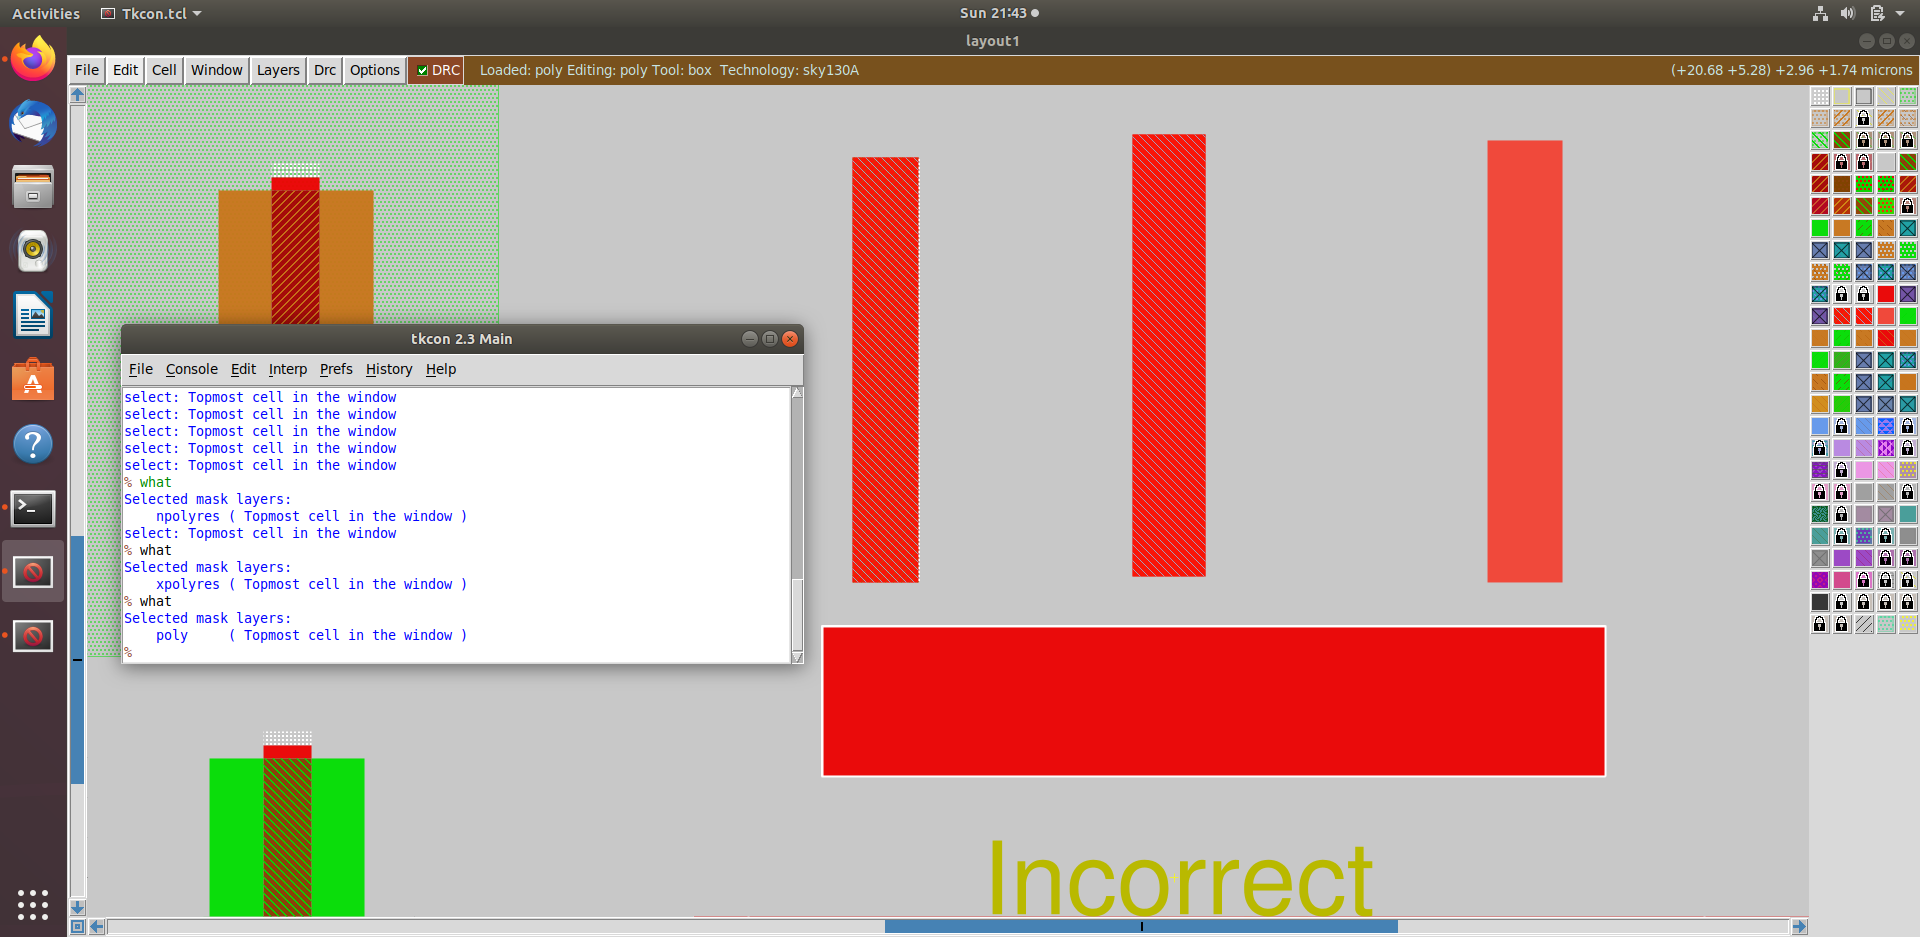 Activities Tkcon.tcl Sun 21:43
layout1
File Edit Cell Window Layers Drc Options DRC Loaded: poly Editing: poly Tool: box Technology: sky130A (+20.68 +5.28) +2.96 +1.74 microns
tkcon 2.3 Main
File Console Edit Interp Prefs History Help
select: Topmost cell in the window
select: Topmost cell in the window
select: Topmost cell in the window
select: Topmost cell in the window
select: Topmost cell in the window
% what
Selected mask layers:
npolyres ( Topmost cell in the window )
select: Topmost cell in the window
% what
Selected mask layers:
xpolyres ( Topmost cell in the window )
% what
Selected mask layers:
poly ( Topmost cell in the window )
%
Incorrect